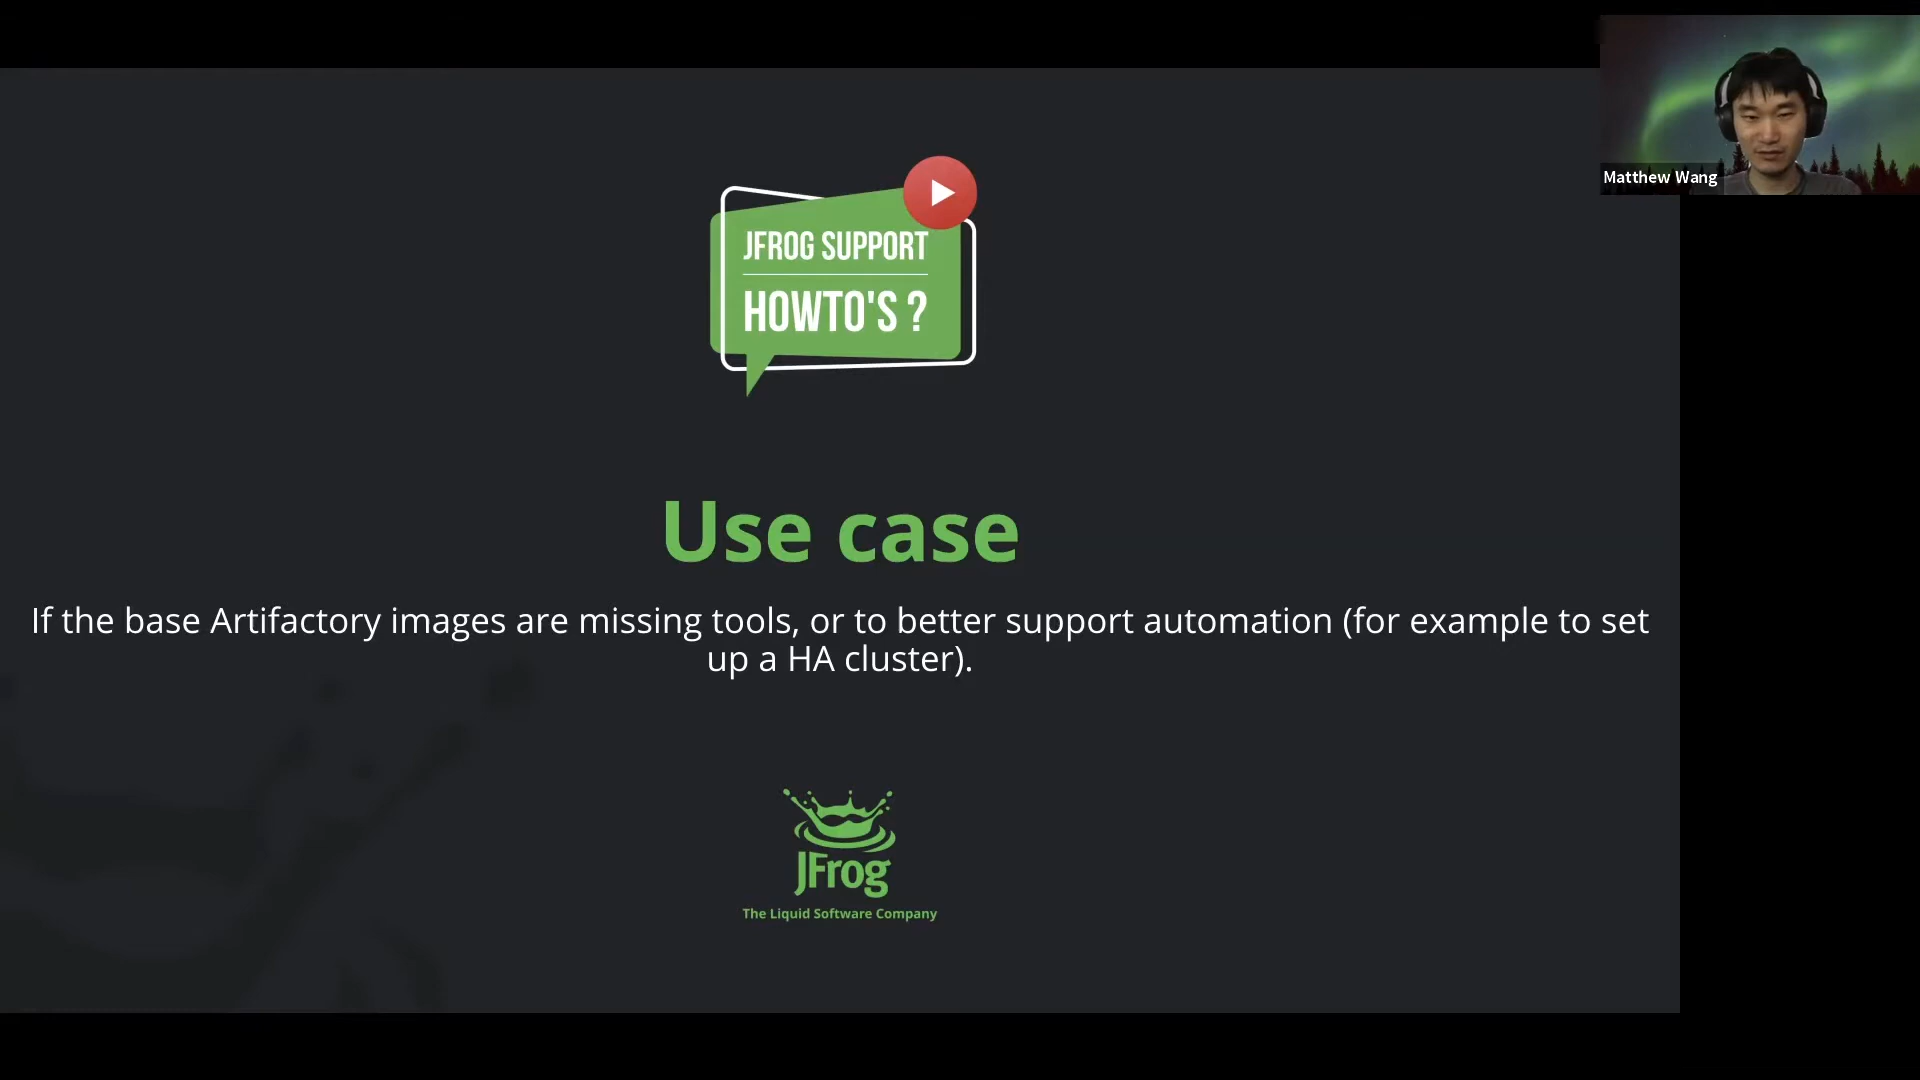 Matthew Wang
JFROG SUPPORT
HOWTO'S ?
Use case
If the base Artifactory images are missing tools, or to better support automation (for example to set
up a HA cluster).
JFrog
The Liquid Software Company